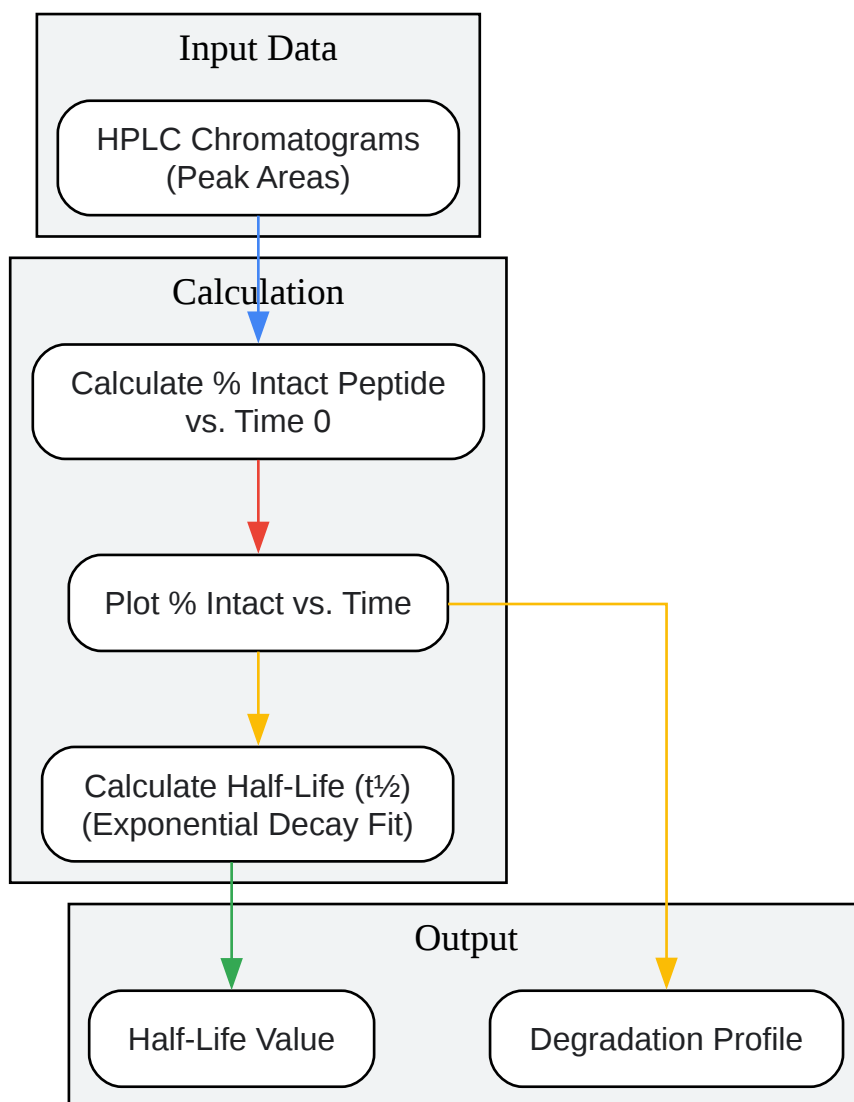 Input Data
HPLC Chromatograms
(Peak Areas)
Calculation
Calculate % Intact Peptide
vs. Time 0
Plot % Intact vs. Time
Calculate Half-Life (t½)
(Exponential Decay Fit)
Output
Half-Life Value
Degradation Profile